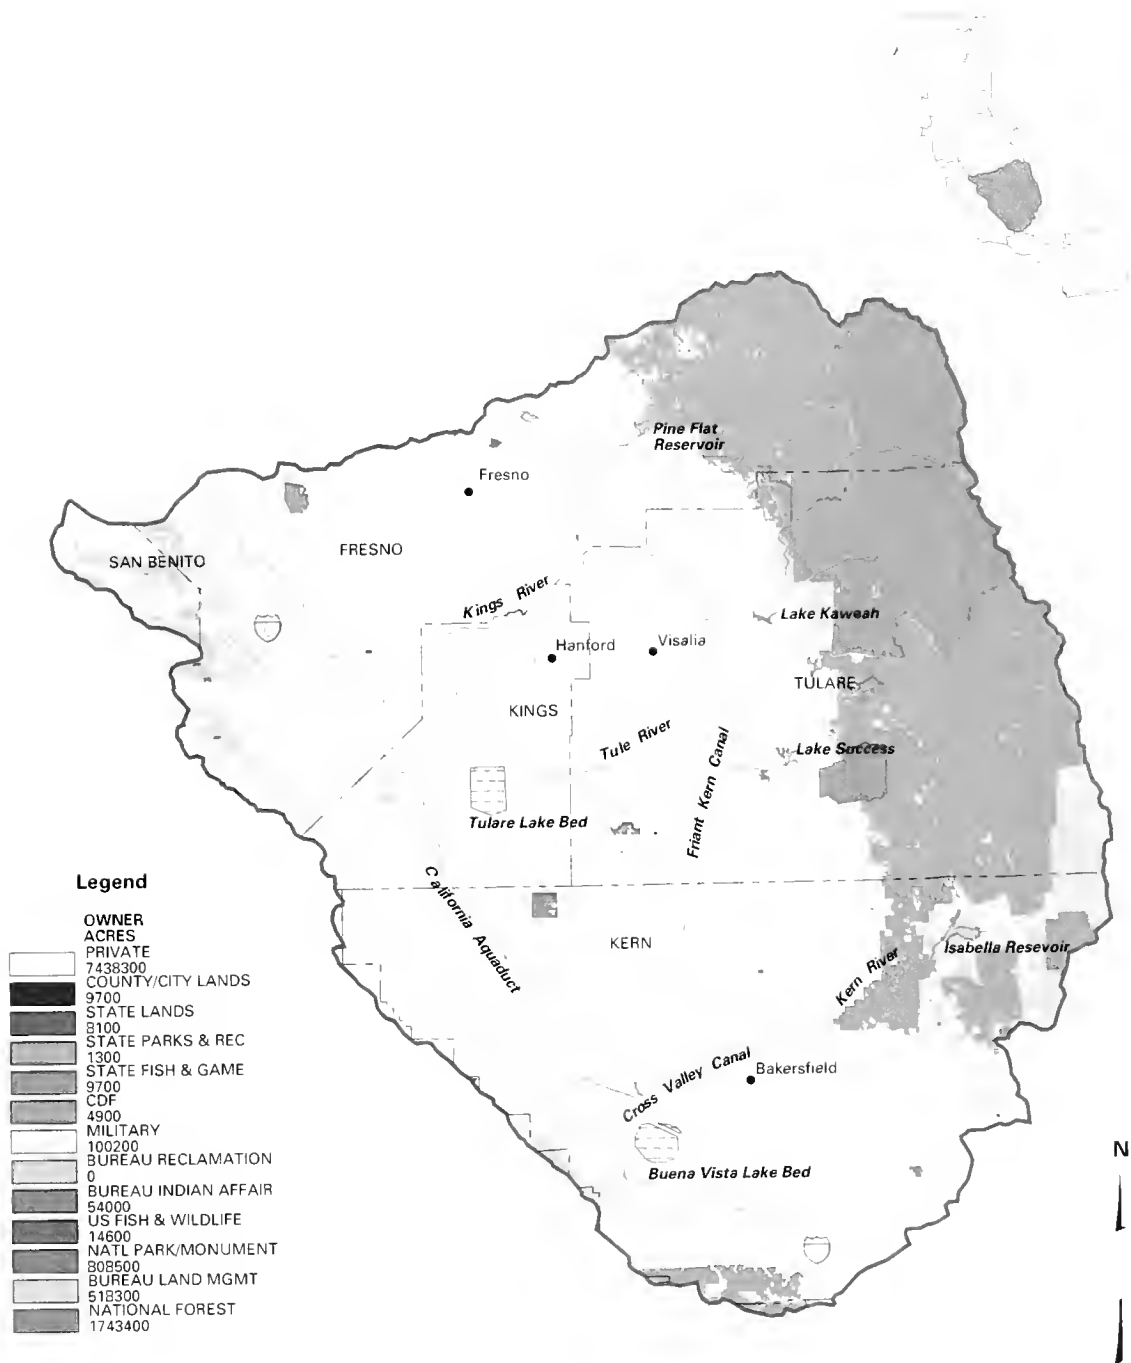 Pine Flat
Reservoir
Fresno
FRESNO
SAN BENITO
Kings River
Lake Kaweah
Hanford
Visalia
TULARE
KINGS
Tule River
Friant Kern Canal
Lake Success
Tulare Lake Bed
California Aquaduct
KERN
Isabella Resevoir
Kern River
Cross Valley Canal
Bakersfield
Buena Vista Lake Bed
N
Legend
OWNER
ACRES
PRIVATE
7438300
COUNTY/CITY LANDS
9700
STATE LANDS
8100
STATE PARKS & REC
1300
STATE FISH & GAME
9700
CDF
4900
MILITARY
100200
BUREAU RECLAMATION
0
BUREAU INDIAN AFFAIR
54000
US FISH & WILDLIFE
14600
NATL PARK/MONUMENT
808500
BUREAU LAND MGMT
518300
NATIONAL FOREST
1743400